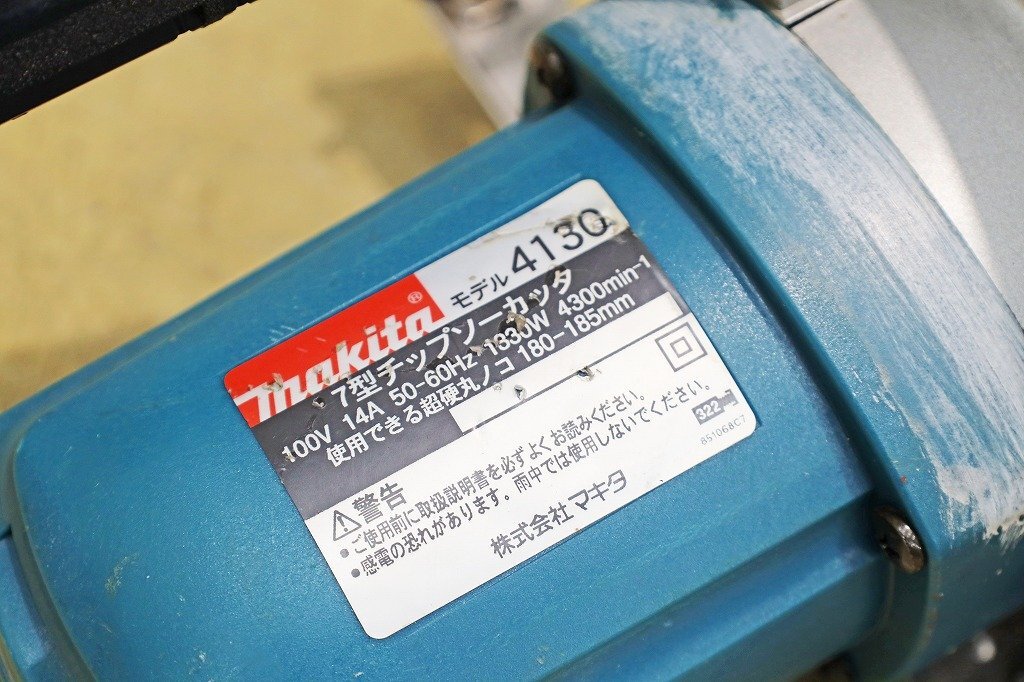 makita® モデル 4130
7型チップソーカッタ
100V 14A 50-60Hz 1330W 4300min-1
使用できる超硬丸ノコ 180-185mm
警告
• ご使用前に取扱説明書を必ずよくお読みください。
• 感電の恐れがあります。雨中では使用しないでください。
322
851068C7
株式会社マキタ